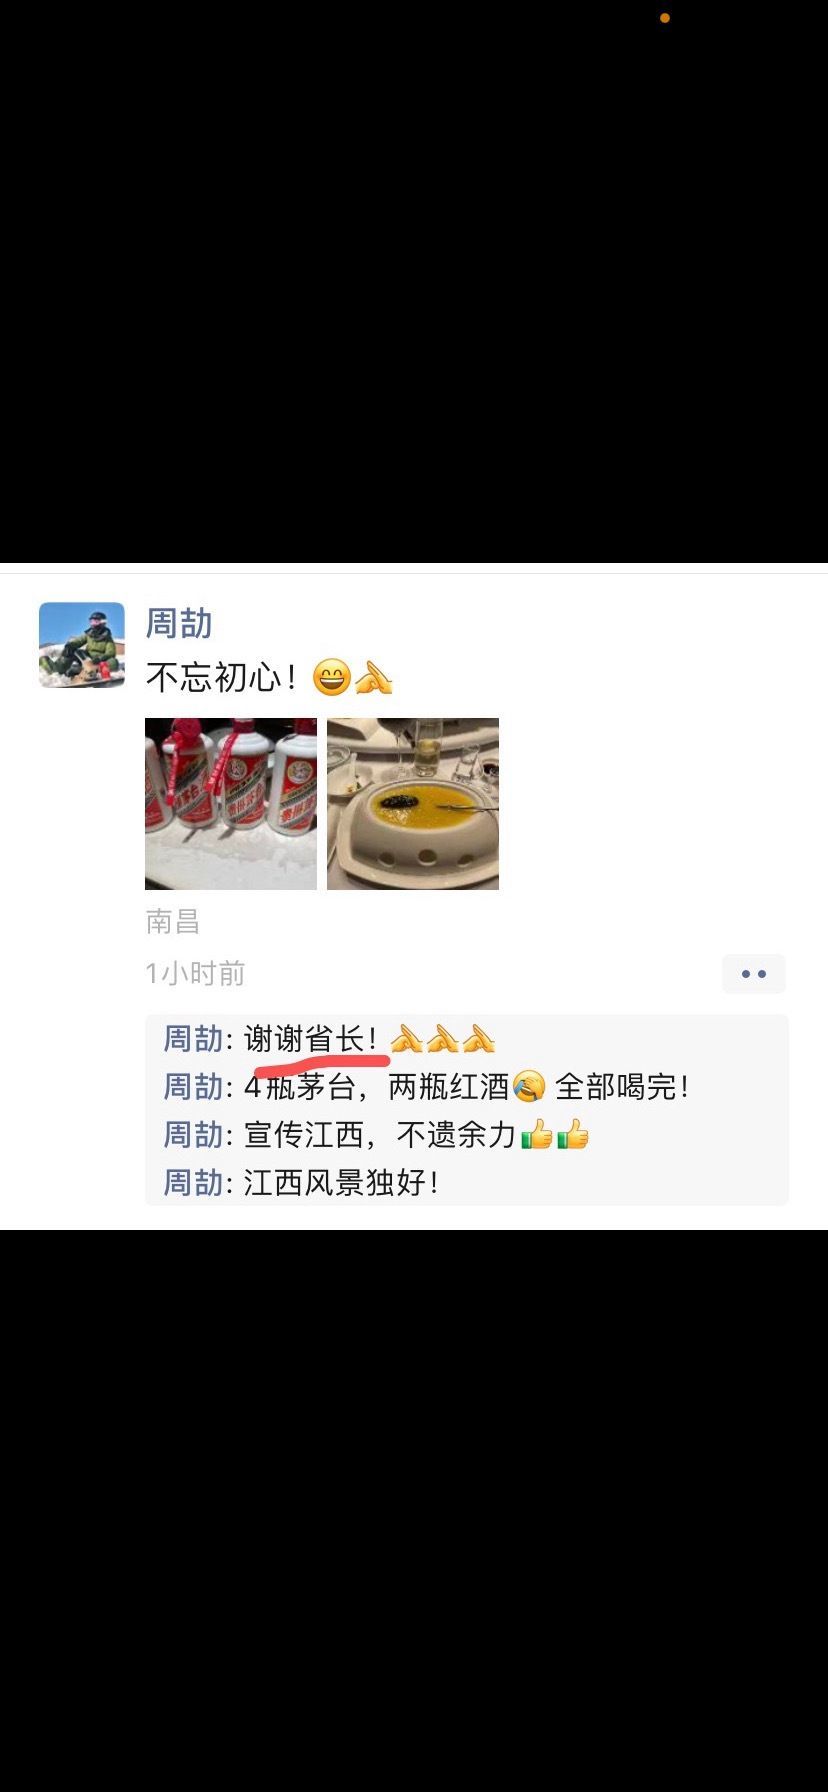 周劼
不忘初心！😄🫴
南昌
1小时前
周劼: 谢谢省长！🫴🫴🫴
周劼: 4瓶茅台，两瓶红酒🤣 全部喝完！
周劼: 宣传江西，不遗余力👍👍
周劼: 江西风景独好！